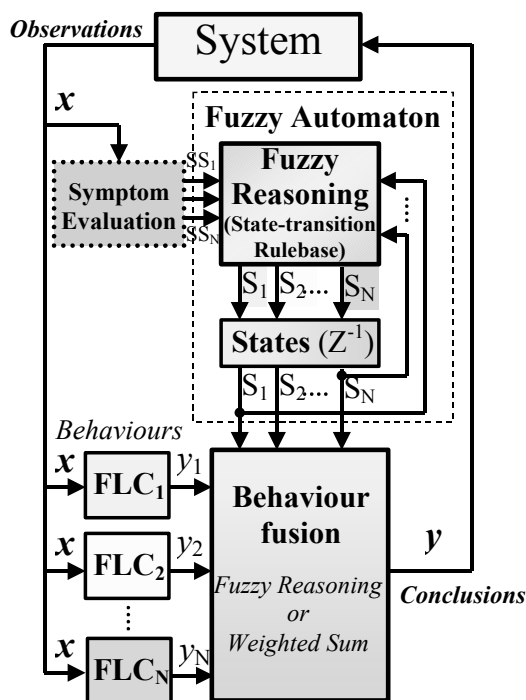 Observations
System
x
Fuzzy Automaton
Symptom
Evaluation
SS1
SSN
Fuzzy
Reasoning
(State-transition
Rulebase)
S1 S2.... SN
States (Z-1)
S1 S2.... SN
Behaviours
x FLC1 y1
x FLC2 y2
x FLCN yN
Behaviour
fusion
Fuzzy Reasoning
or
Weighted Sum
y
Conclusions